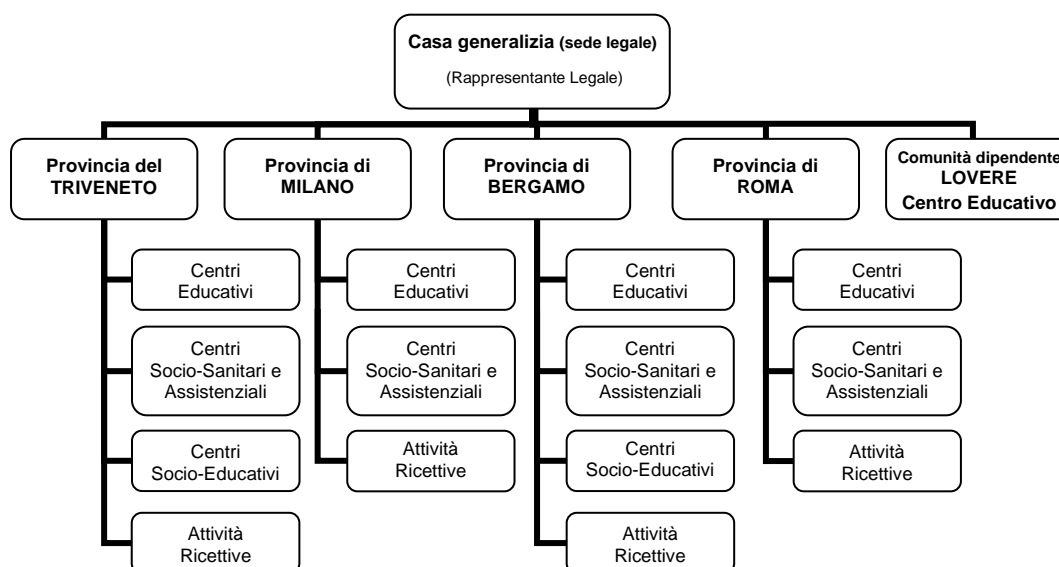 Casa generalizia (sede legale)
(Rappresentante Legale)
Provincia del
TRIVENETO
Provincia di
MILANO
Provincia di
BERGAMO
Provincia di
ROMA
Comunità dipendente
LOVERE
Centro Educativo
Centri
Educativi
Centri
Socio-Sanitari e
Assistenziali
Centri
Socio-Educativi
Attività
Ricettive
Centri
Educativi
Centri
Socio-Sanitari e
Assistenziali
Attività
Ricettive
Centri
Educativi
Centri
Socio-Sanitari e
Assistenziali
Centri
Socio-Educativi
Attività
Ricettive
Centri
Educativi
Centri
Socio-Sanitari e
Assistenziali
Attività
Ricettive